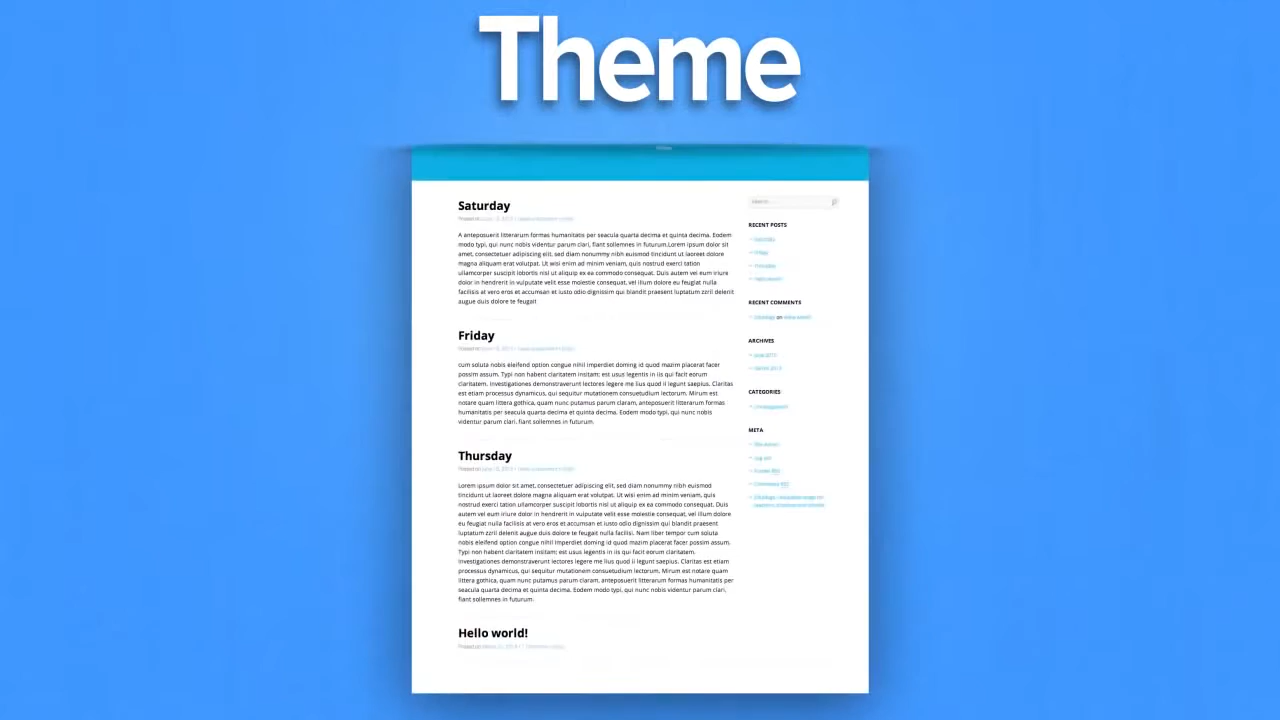 Theme
Saturday
Posted on
A anteposuerit litterarum formas humanitatis per seacula quarta decima et quinta decima. Eodem
modo typi, qui nunc nobis videntur parum clari, fiant sollemnes in futurum.Lorem ipsum dolor sit
amet, consectetuer adipiscing elit, sed diam nonummy nibh euismod tincidunt ut laoreet dolore
magna aliquam erat volutpat. Ut wisi enim ad minim veniam, quis nostrud exerci tation
ullamcorper suscipit lobortis nisl ut aliquip ex ea commodo consequat. Duis autem vel eum iriure
dolor in hendrerit in vulputate velit esse molestie consequat, vel illum dolore eu feugiat nulla
facilisis at vero eros et accumsan et iusto odio dignissim qui blandit praesent luptatum zzril delenit
augue duis dolore te feugait
Friday
Posted on
cum soluta nobis eleifend option congue nihil imperdiet doming id quod mazim placerat facer
possim assum. Typi non habent claritatem insitam; est usus legentis in iis qui facit eorum
claritatem. Investigationes demonstraverunt lectores legere me lius quod ii legunt saepius. Claritas
est etiam processus dynamicus, qui sequitur mutationem consuetudium lectorum. Mirum est
notare quam littera gothica, quam nunc putamus parum claram, anteposuerit litterarum formas
humanitatis per seacula quarta decima et quinta decima. Eodem modo typi, qui nunc nobis
videntur parum clari, fiant sollemnes in futurum.
Thursday
Posted on
Lorem ipsum dolor sit amet, consectetuer adipiscing elit, sed diam nonummy nibh euismod
tincidunt ut laoreet dolore magna aliquam erat volutpat. Ut wisi enim ad minim veniam, quis
nostrud exerci tation ullamcorper suscipit lobortis nisl ut aliquip ex ea commodo consequat. Duis
autem vel eum iriure dolor in hendrerit in vulputate velit esse molestie consequat, vel illum dolore
eu feugiat nulla facilisis at vero eros et accumsan et iusto odio dignissim qui blandit praesent
luptatum zzril delenit augue duis dolore te feugait nulla facilisi. Nam liber tempor cum soluta
nobis eleifend option congue nihil imperdiet doming id quod mazim placerat facer possim assum.
Typi non habent claritatem insitam; est usus legentis in iis qui facit eorum claritatem.
Investigationes demonstraverunt lectores legere me lius quod ii legunt saepius. Claritas est etiam
processus dynamicus, qui sequitur mutationem consuetudium lectorum. Mirum est notare quam
littera gothica, quam nunc putamus parum claram, anteposuerit litterarum formas humanitatis per
seacula quarta decima et quinta decima. Eodem modo typi, qui nunc nobis videntur parum clari,
fiant sollemnes in futurum.
Hello world!
Posted on
RECENT POSTS
RECENT COMMENTS
on
ARCHIVES
CATEGORIES
META